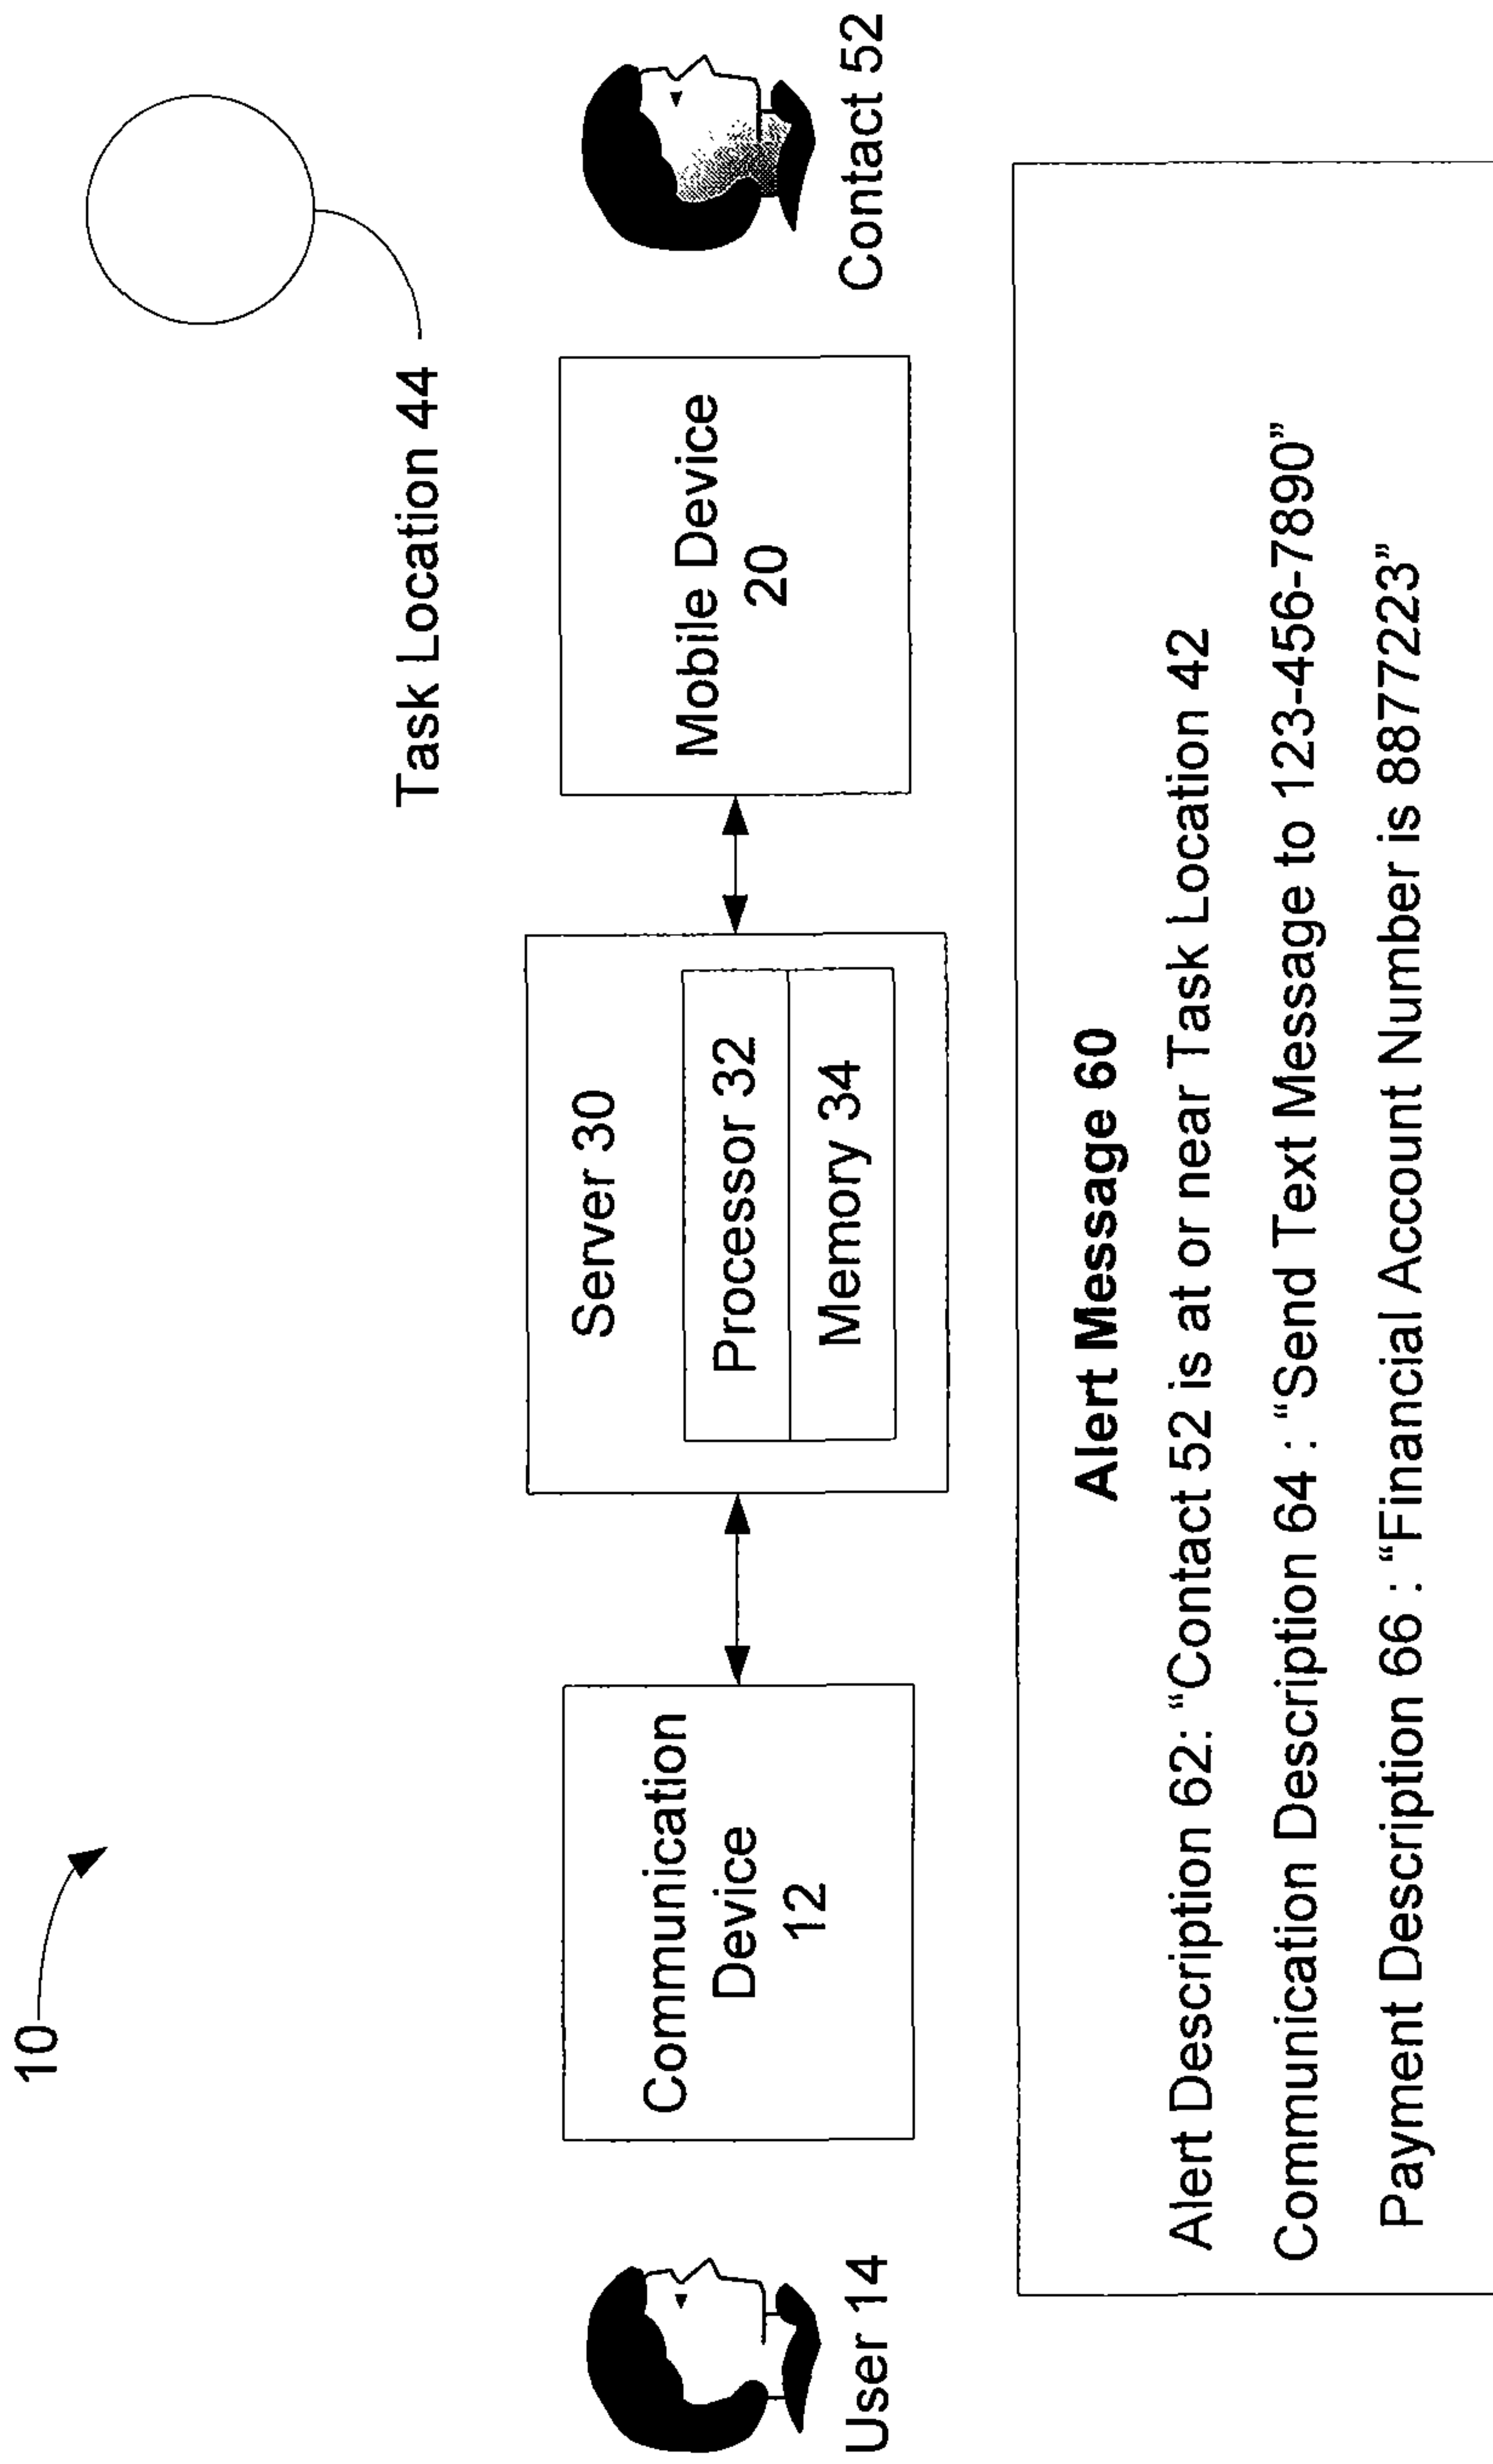 10
Task Location 44
Communication
Device
12
Server 30
Processor 32
Memory 34
Mobile Device
20
User 14
Contact 52
Alert Message 60
Alert Description 62: “Contact 52 is at or near Task Location 42
Communication Description 64 : “Send Text Message to 123-456-7890”
Payment Description 66 : “Financial Account Number is 8877223”